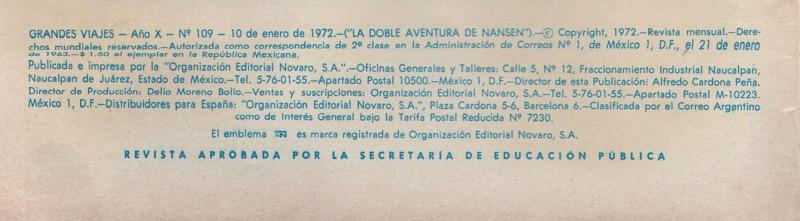 GRANDES VIAJES – Año X – Nº 109 – 10 de enero de 1972.–("LA DOBLE AVENTURA DE NANSEN").–© Copyright, 1972.–Revista mensual.–Dere-
chos mundiales reservados.–Autorizada como correspondencia de 2ª clase en la Administración de Correos Nº 1, de México 1, D.F., el 21 de enero
de 1963.–$ 1.50 el ejemplar en la República Mexicana.
Publicada e impresa por la "Organización Editorial Novaro, S.A.".–Oficinas Generales y Talleres: Calle 5, Nº 12, Fraccionamiento Industrial Naucalpan,
Naucalpan de Juárez, Estado de México.–Tel. 5-76-01-55.–Apartado Postal 10500.–México 1, D.F.–Director de esta Publicación: Alfredo Cardona Peña.
Director de Producción: Delio Moreno Bolio.–Ventas y suscripciones: Organización Editorial Novaro, S.A.–Tel. 5-76-01-55.–Apartado Postal M-10223.
México 1, D.F.–Distribuidores para España: "Organización Editorial Novaro, S.A.", Plaza Cardona 5-6, Barcelona 6.–Clasificada por el Correo Argentino
como de Interés General bajo la Tarifa Postal Reducida Nº 7230.
El emblema es marca registrada de Organización Editorial Novaro, S.A.
REVISTA APROBADA POR LA SECRETARÍA DE EDUCACIÓN PÚBLICA